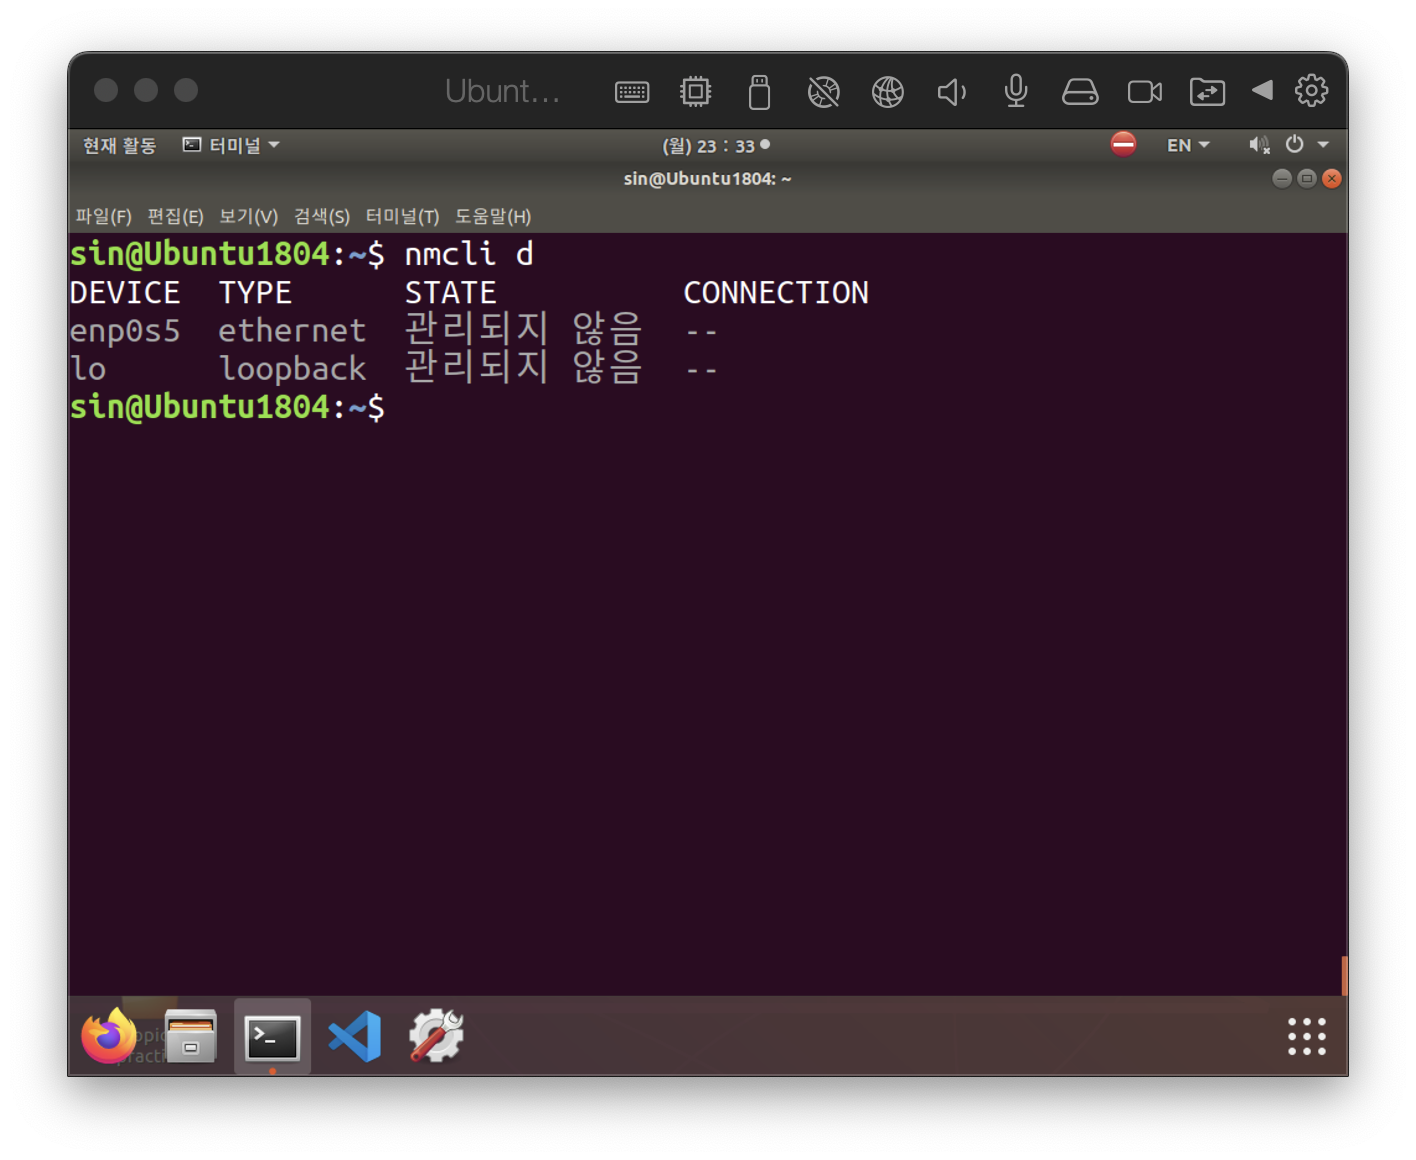 Ubunt...
현재 활동 터미널 (월) 23 : 33 EN
sin@Ubuntu1804: ~
파일(F) 편집(E) 보기(V) 검색(S) 터미널(T) 도움말(H)
sin@Ubuntu1804:~$ nmcli d
DEVICE TYPE STATE CONNECTION
enp0s5 ethernet 관리되지 않음 --
lo loopback 관리되지 않음 --
sin@Ubuntu1804:~$